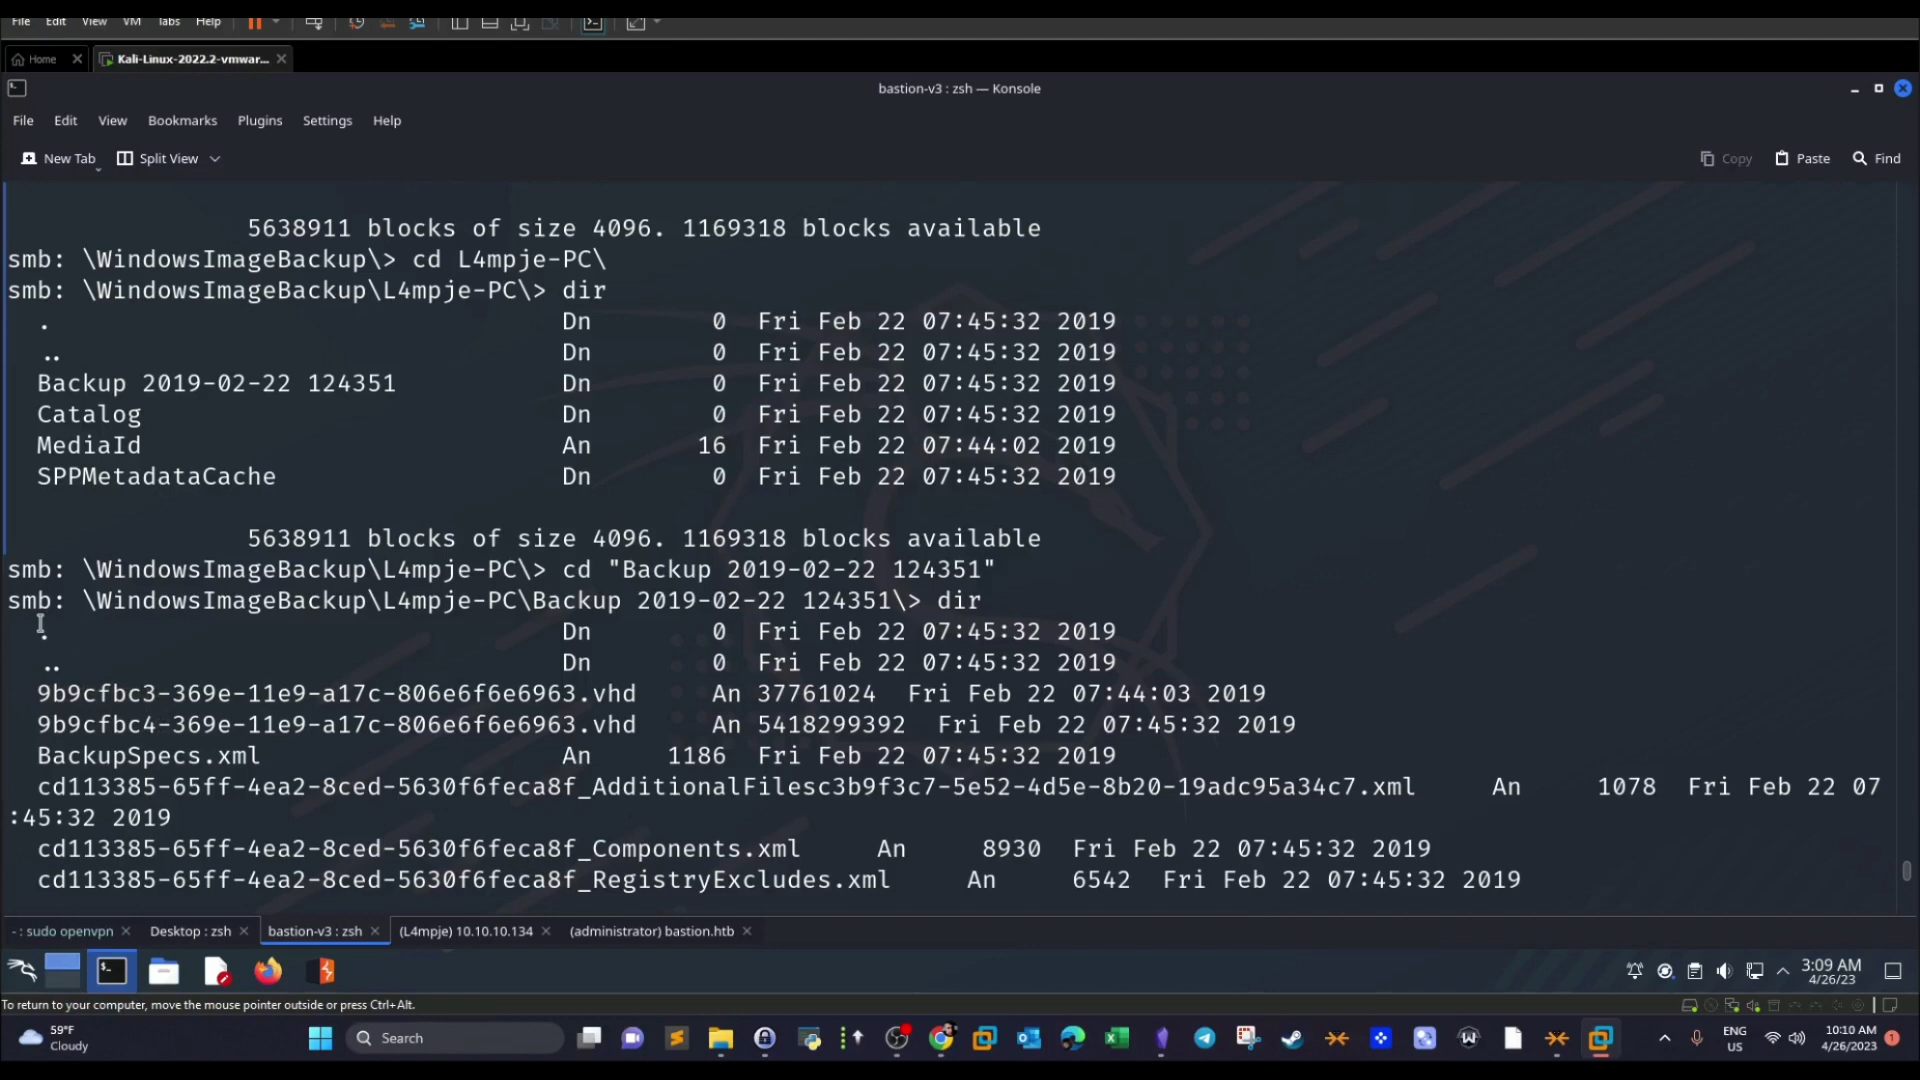 File Edit View VM Tabs Help
Home Kali-Linux-2022.2-vmwar...
bastion-v3 : zsh — Konsole
File Edit View Bookmarks Plugins Settings Help
New Tab Split View Copy Paste Find
5638911 blocks of size 4096. 1169318 blocks available
smb: \WindowsImageBackup\> cd L4mpje-PC\
smb: \WindowsImageBackup\L4mpje-PC\> dir
. Dn 0 Fri Feb 22 07:45:32 2019
.. Dn 0 Fri Feb 22 07:45:32 2019
Backup 2019-02-22 124351 Dn 0 Fri Feb 22 07:45:32 2019
Catalog Dn 0 Fri Feb 22 07:45:32 2019
MediaId An 16 Fri Feb 22 07:44:02 2019
SPPMetadataCache Dn 0 Fri Feb 22 07:45:32 2019
5638911 blocks of size 4096. 1169318 blocks available
smb: \WindowsImageBackup\L4mpje-PC\> cd "Backup 2019-02-22 124351"
smb: \WindowsImageBackup\L4mpje-PC\Backup 2019-02-22 124351\> dir
. Dn 0 Fri Feb 22 07:45:32 2019
.. Dn 0 Fri Feb 22 07:45:32 2019
9b9cfbc3-369e-11e9-a17c-806e6f6e6963.vhd An 37761024 Fri Feb 22 07:44:03 2019
9b9cfbc4-369e-11e9-a17c-806e6f6e6963.vhd An 5418299392 Fri Feb 22 07:45:32 2019
BackupSpecs.xml An 1186 Fri Feb 22 07:45:32 2019
cd113385-65ff-4ea2-8ced-5630f6feca8f_AdditionalFilesc3b9f3c7-5e52-4d5e-8b20-19adc95a34c7.xml An 1078 Fri Feb 22 07
:45:32 2019
cd113385-65ff-4ea2-8ced-5630f6feca8f_Components.xml An 8930 Fri Feb 22 07:45:32 2019
cd113385-65ff-4ea2-8ced-5630f6feca8f_RegistryExcludes.xml An 6542 Fri Feb 22 07:45:32 2019
- : sudo openvpn Desktop : zsh bastion-v3 : zsh (L4mpje) 10.10.10.134 (administrator) bastion.htb
3:09 AM
4/26/23
To return to your computer, move the mouse pointer outside or press Ctrl+Alt.
59°F
Cloudy
Search
ENG
US
10:10 AM
4/26/2023
1